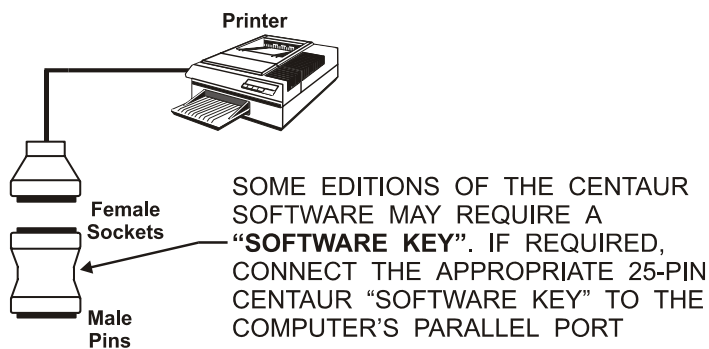 Printer
Female
Sockets
SOME EDITIONS OF THE CENTAUR
SOFTWARE MAY REQUIRE A
“SOFTWARE KEY”. IF REQUIRED,
CONNECT THE APPROPRIATE 25-PIN
CENTAUR “SOFTWARE KEY” TO THE
COMPUTER’S PARALLEL PORT
Male
Pins